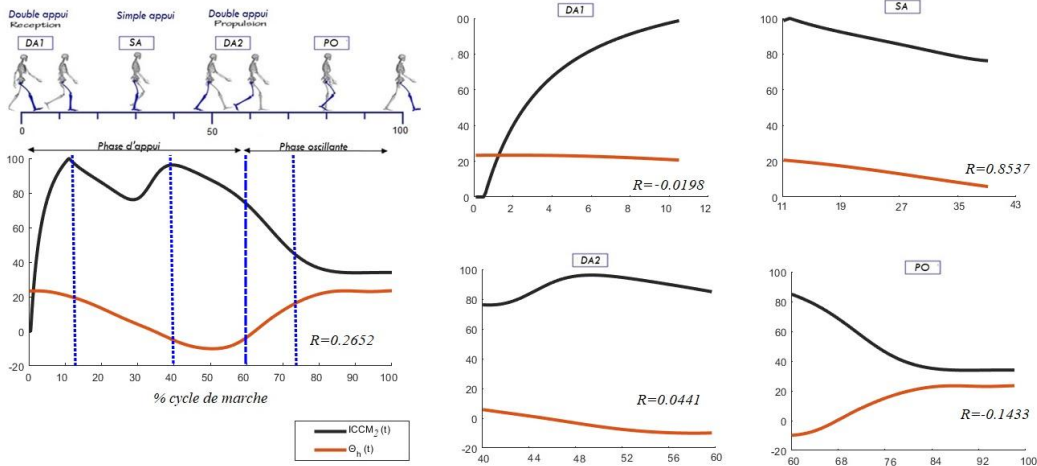 Double appui
Reception
DA1
Simple appui
SA
Double appui
Propulsion
DA2
PO
0
50
100
Phase d'appui
Phase oscillante
100
80
60
40
20
0
-20
R=0.2652
0 10 20 30 40 50 60 70 80 90 100
% cycle de marche
ICCM2 (t)
Θh (t)
DA1
00
80
60
40
20
0
R=-0.0198
0 2 4 6 8 10 12
SA
00
80
60
40
20
0
R=0.8537
11 19 27 35 43
DA2
100
80
60
40
20
0
-20
R=0.0441
40 44 48 52 56 60
PO
100
80
60
40
20
0
-20
R=-0.1433
60 68 76 84 92 100